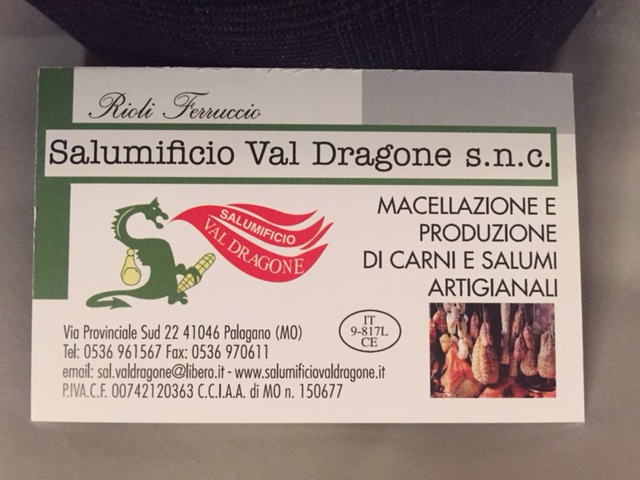 Rioli Ferruccio
Salumificio Val Dragone s.n.c.
SALUMIFICIO
VAL DRAGONE
MACELLAZIONE E
PRODUZIONE
DI CARNI E SALUMI
ARTIGIANALI
IT
9-817L
CE
Via Provinciale Sud 22 41046 Palagano (MO)
Tel: 0536 961567 Fax: 0536 970611
email: sal.valdragone@libero.it - www.salumificiovaldragone.it
P.IVA.C.F. 00742120363 C.C.I.A.A. di MO n. 150677